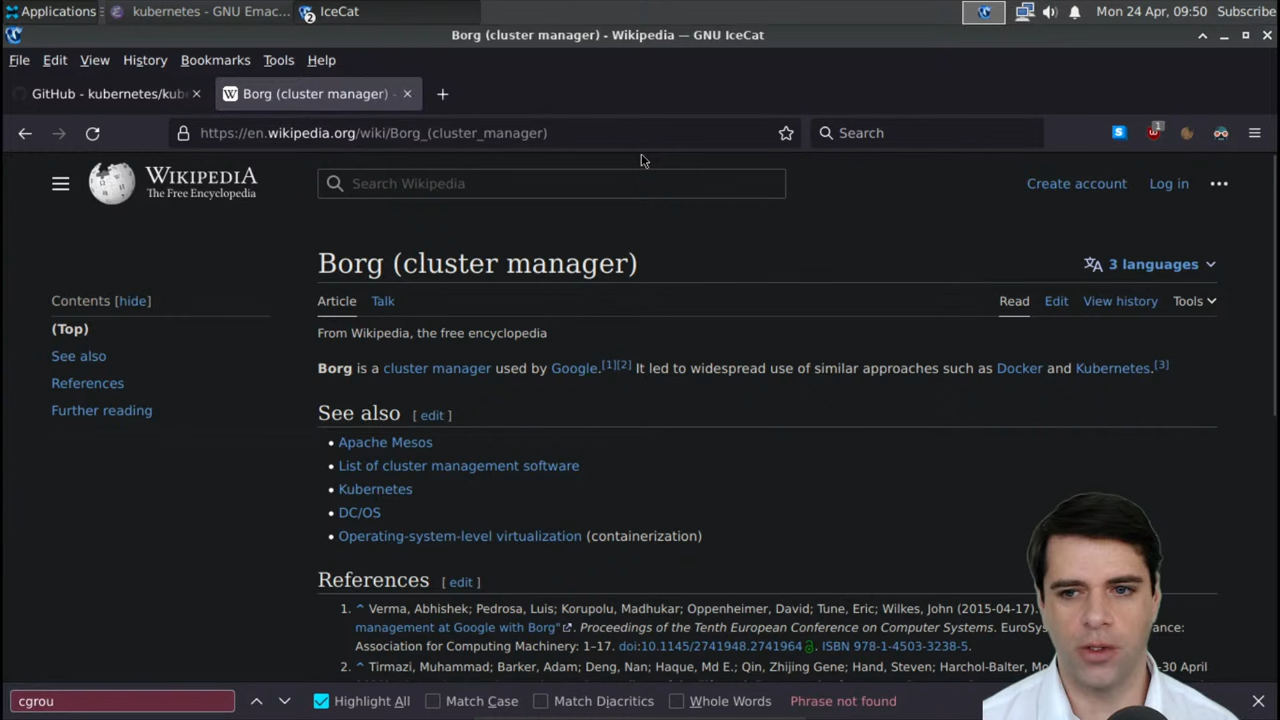 Applications
kubernetes - GNU Emac...
IceCat
2
Mon 24 Apr, 09:50
Subscribe
Borg (cluster manager) - Wikipedia — GNU IceCat
File Edit View History Bookmarks Tools Help
GitHub - kubernetes/kub
Borg (cluster manager) -
https://en.wikipedia.org/wiki/Borg_(cluster_manager)
Search
S
1
WIKIPEDIA
The Free Encyclopedia
Search Wikipedia
Create account
Log in
Borg (cluster manager)
3 languages
Contents [hide]
Article Talk
Read Edit View history Tools
(Top)
From Wikipedia, the free encyclopedia
See also
Borg is a cluster manager used by Google.[1][2] It led to widespread use of similar approaches such as Docker and Kubernetes.[3]
References
Further reading
See also [ edit ]
• Apache Mesos
• List of cluster management software
• Kubernetes
• DC/OS
• Operating-system-level virtualization (containerization)
References [ edit ]
1. ^ Verma, Abhishek; Pedrosa, Luis; Korupolu, Madhukar; Oppenheimer, David; Tune, Eric; Wilkes, John (2015-04-17).
management at Google with Borg". Proceedings of the Tenth European Conference on Computer Systems. EuroSys
Association for Computing Machinery: 1–17. doi:10.1145/2741948.2741964. ISBN 978-1-4503-3238-5.
2. ^ Tirmazi, Muhammad; Barker, Adam; Deng, Nan; Haque, Md E.; Qin, Zhijing Gene; Hand, Steven; Harchol-Balter, Mo
-30 April
cgrou
Highlight All
Match Case
Match Diacritics
Whole Words
Phrase not found